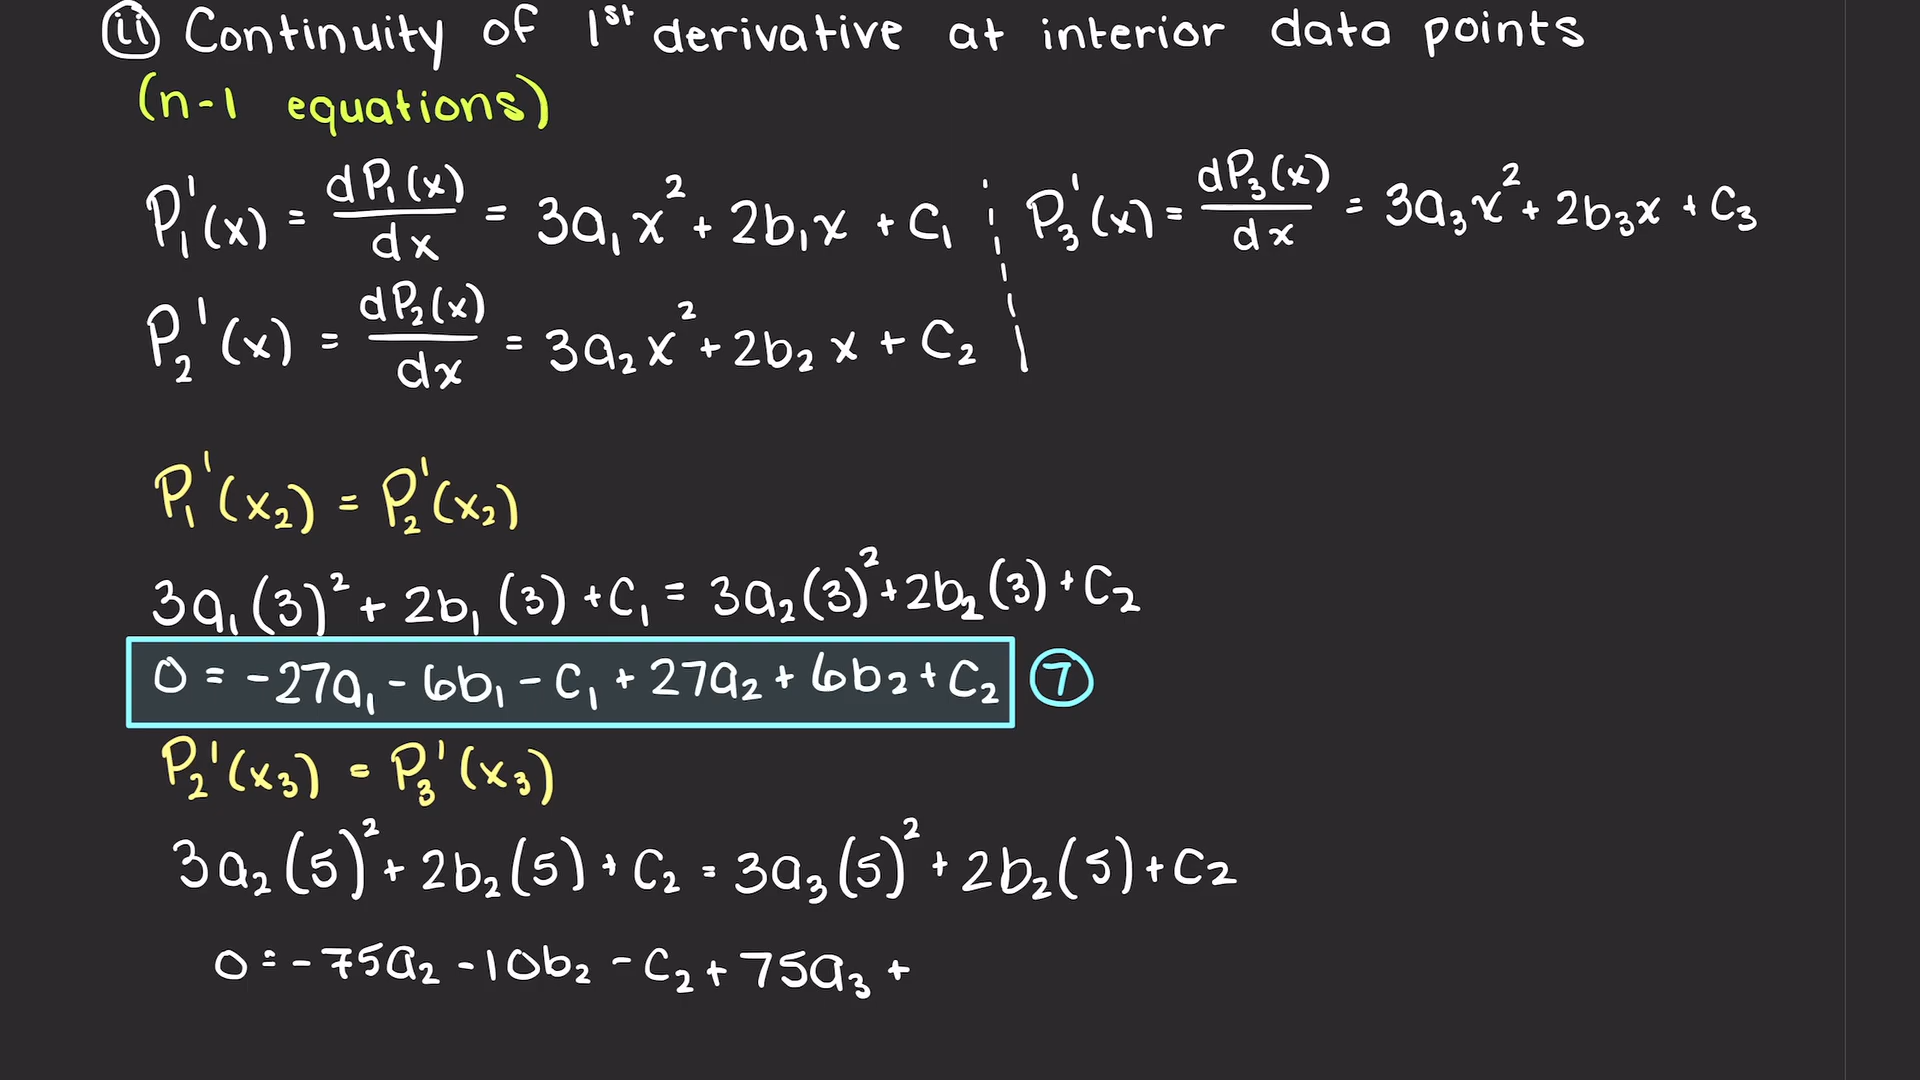 (ii) Continuity of 1ˢᵗ derivative at interior data points
(n-1 equations)
P₁'(x) = dP₁(x)/dx = 3a₁x² + 2b₁x + C₁ ¦ P₃'(x) = dP₃(x)/dx = 3a₃x² + 2b₃x + C₃
P₂'(x) = dP₂(x)/dx = 3a₂x² + 2b₂x + C₂
P₁'(x₂) = P₂'(x₂)
3a₁(3)² + 2b₁(3) + C₁ = 3a₂(3)² + 2b₂(3) + C₂
0 = -27a₁ - 6b₁ - C₁ + 27a₂ + 6b₂ + C₂ (7)
P₂'(x₃) = P₃'(x₃)
3a₂(5)² + 2b₂(5) + C₂ = 3a₃(5)² + 2b₂(5) + C₂
0 = -75a₂ - 10b₂ - C₂ + 75a₃ +